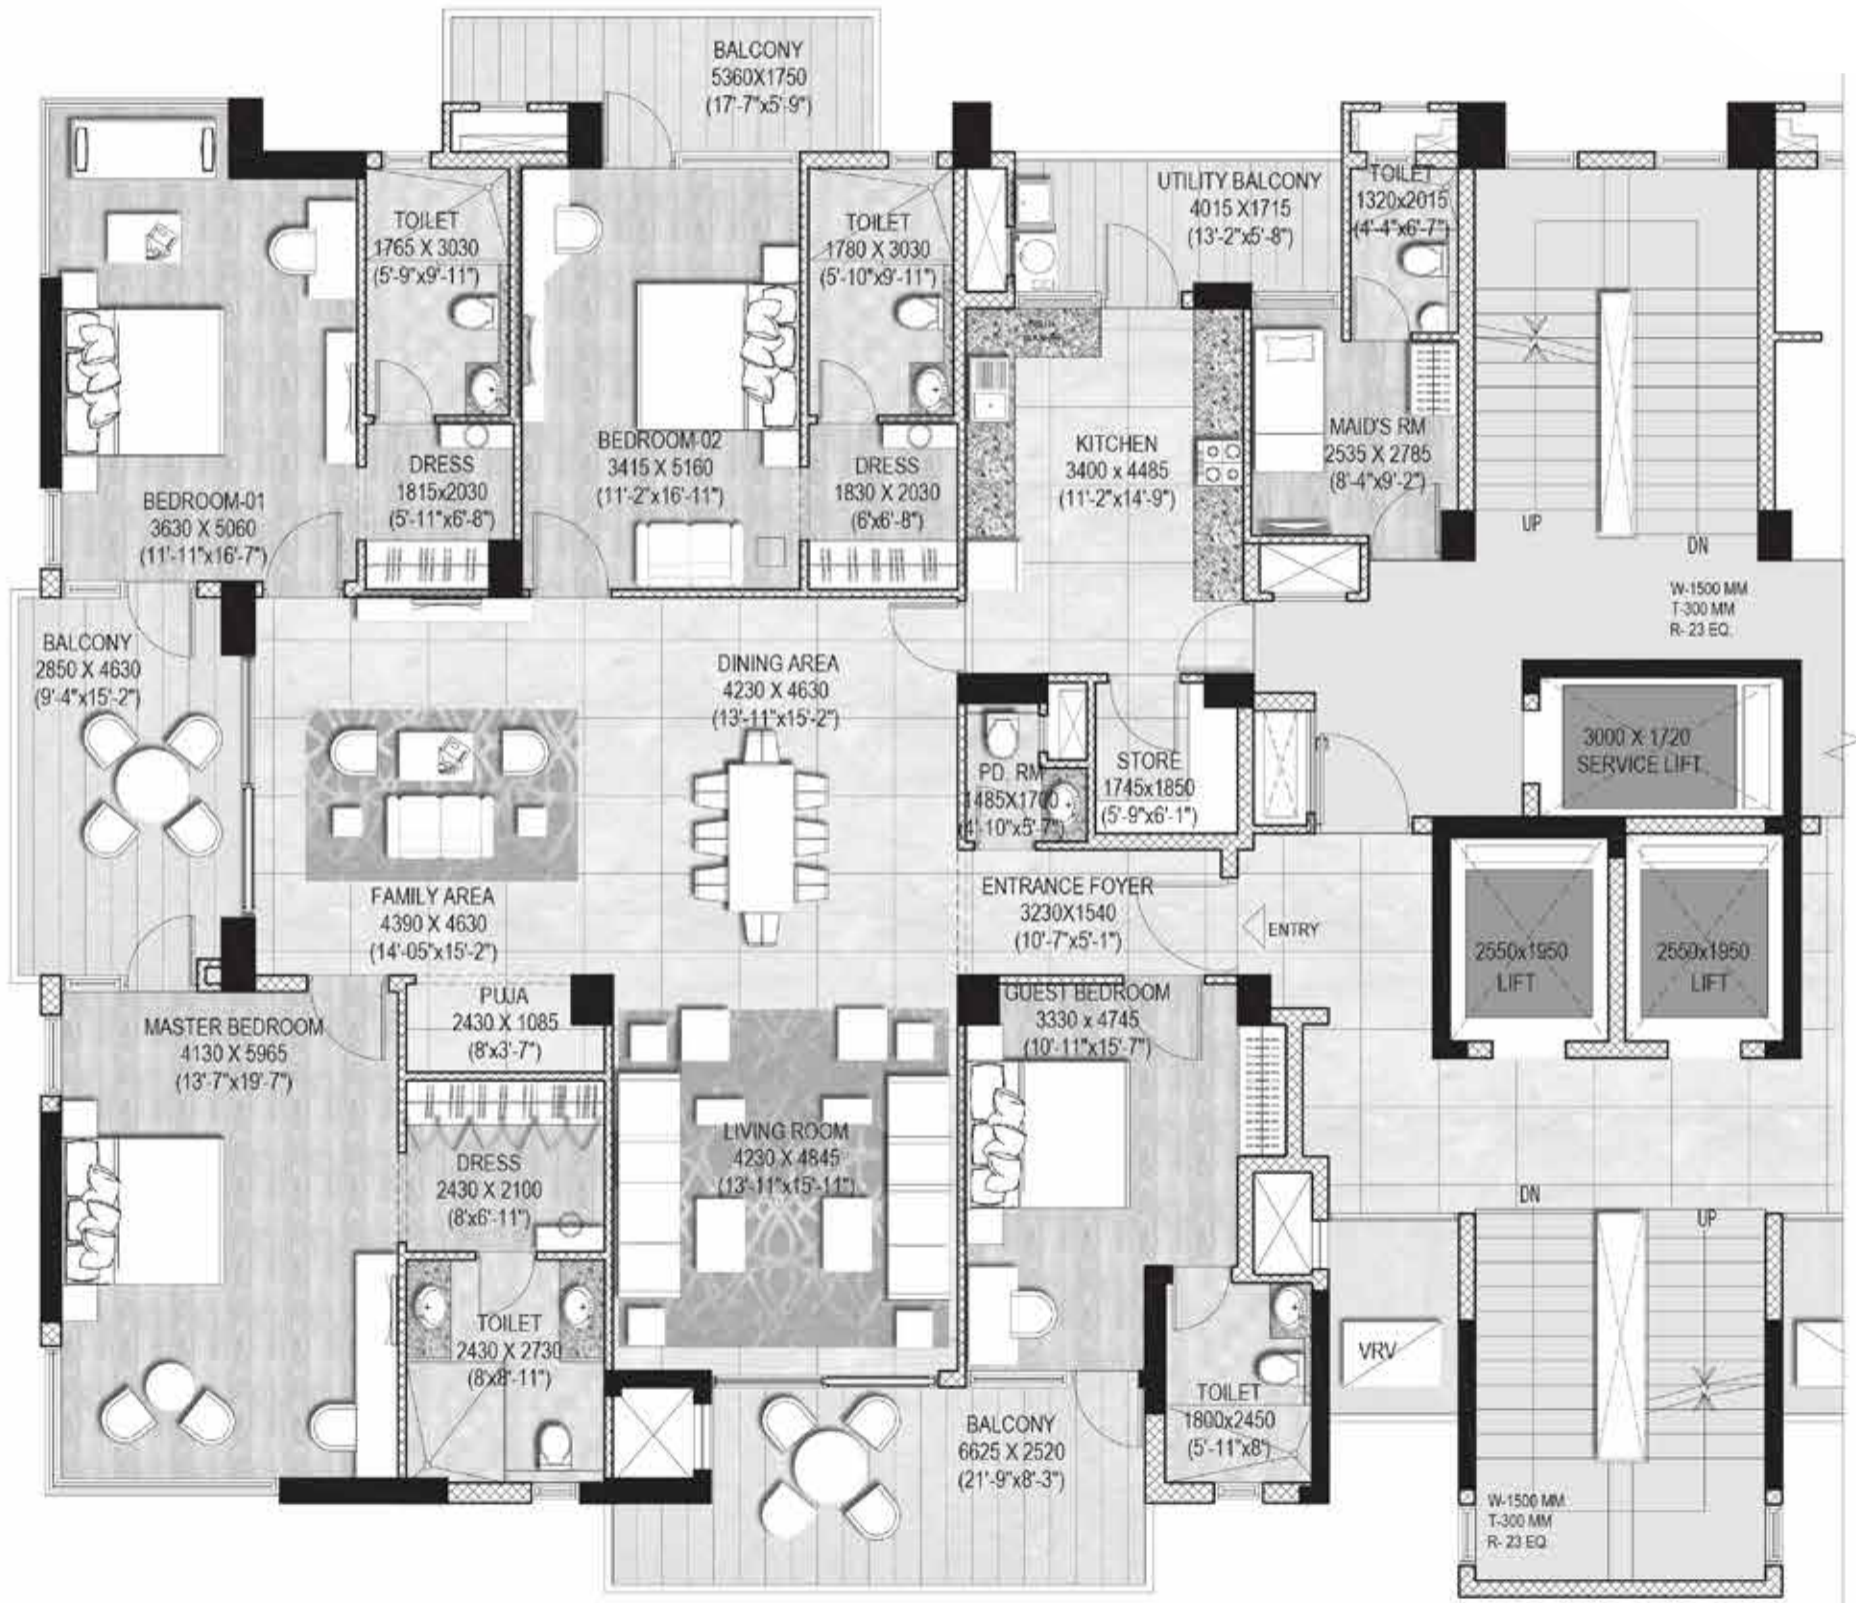 BALCONY
5360X1750
(17'-7"x5'-9")
TOILET
1765 X 3030
(5'-9"x9'-11")
TOILET
1780 X 3030
(5'-10"x9'-11")
UTILITY BALCONY
4015 X1715
(13'-2"x5'-8")
TOILET
1320x2015
(4'-4"x6'-7")
BEDROOM-01
3630 X 5060
(11'-11"x16'-7")
DRESS
1815x2030
(5'-11"x6'-8")
BEDROOM-02
3415 X 5160
(11'-2"x16'-11")
DRESS
1830 X 2030
(6'x6'-8")
KITCHEN
3400 x 4485
(11'-2"x14'-9")
MAID'S RM
2535 X 2785
(8'-4"x9'-2")
UP
DN
W-1500 MM
T-300 MM
R- 23 EQ.
BALCONY
2850 X 4630
(9'-4"x15'-2")
DINING AREA
4230 X 4630
(13'-11"x15'-2")
PD. RM
1485X1700
(4'-10"x5'-7")
STORE
1745x1850
(5'-9"x6'-1")
3000 X 1720
SERVICE LIFT
FAMILY AREA
4390 X 4630
(14'-05"x15'-2")
ENTRANCE FOYER
3230X1540
(10'-7"x5'-1")
ENTRY
2550x1950
LIFT
2550x1950
LIFT
MASTER BEDROOM
4130 X 5965
(13'-7"x19'-7")
PUJA
2430 X 1085
(8'x3'-7")
GUEST BEDROOM
3330 x 4745
(10'-11"x15'-7")
DRESS
2430 X 2100
(8'x6'-11")
LIVING ROOM
4230 X 4845
(13'-11"x15'-11")
DN
UP
TOILET
2430 X 2730
(8'x8'-11")
VRV
BALCONY
6625 X 2520
(21'-9"x8'-3")
TOILET
1800x2450
(5'-11"x8')
W-1500 MM
T-300 MM
R- 23 EQ